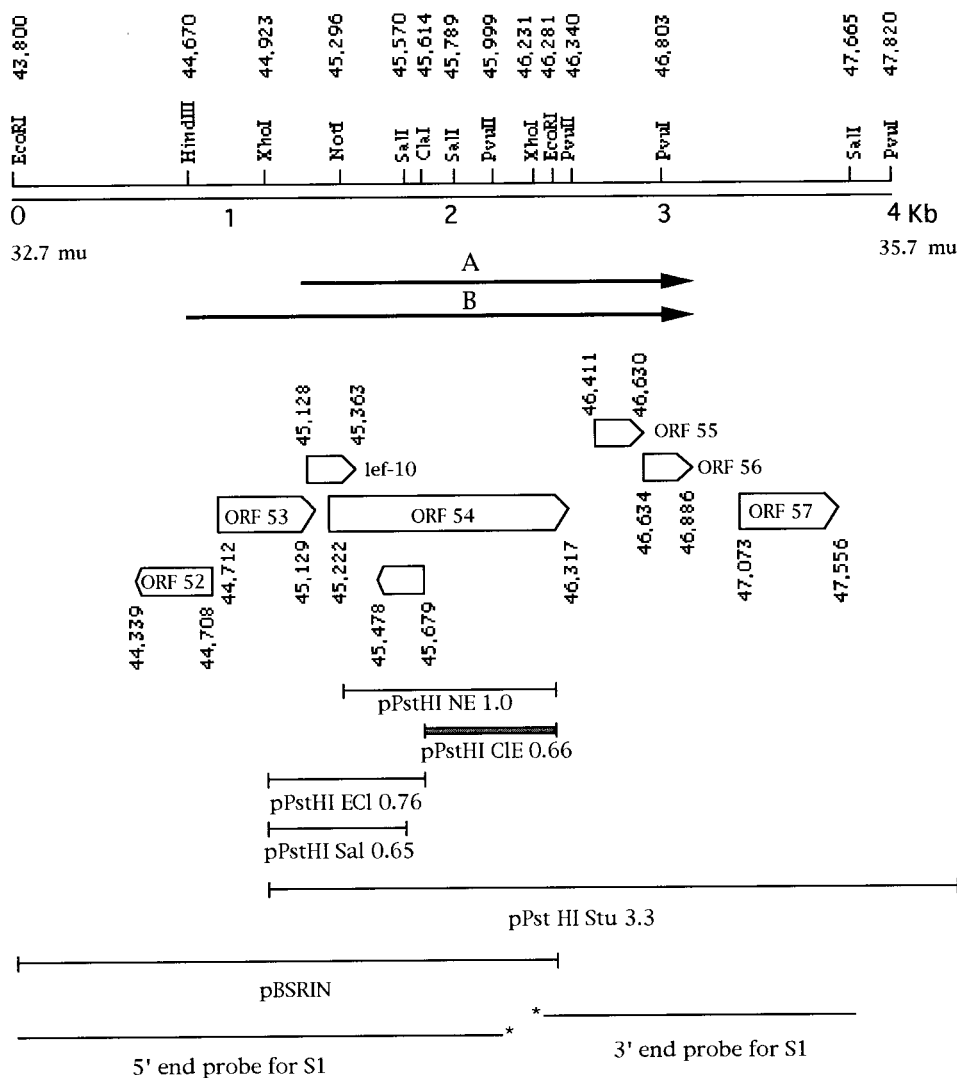 43,800
44,670
44,923
45,296
45,570
45,614
45,789
45,999
46,231
46,281
46,340
46,803
47,665
47,820
EcoRI
HindIII
XhoI
NotI
SalI
ClaI
SalI
PvuII
XhoI
EcoRI
PvuII
PvuI
SalI
PvuI
0 1 2 3 4 Kb
32.7 mu 35.7 mu
A
B
45,128
45,363
46,411
46,630
ORF 55
lef-10
ORF 56
ORF 53
ORF 54
ORF 57
44,712
45,129
45,222
46,317
46,634
46,886
47,073
47,556
ORF 52
44,339
44,708
45,478
45,679
pPstHI NE 1.0
pPstHI ClE 0.66
pPstHI ECl 0.76
pPstHI Sal 0.65
pPst HI Stu 3.3
pBSRIN
*
*
5' end probe for S1
3' end probe for S1